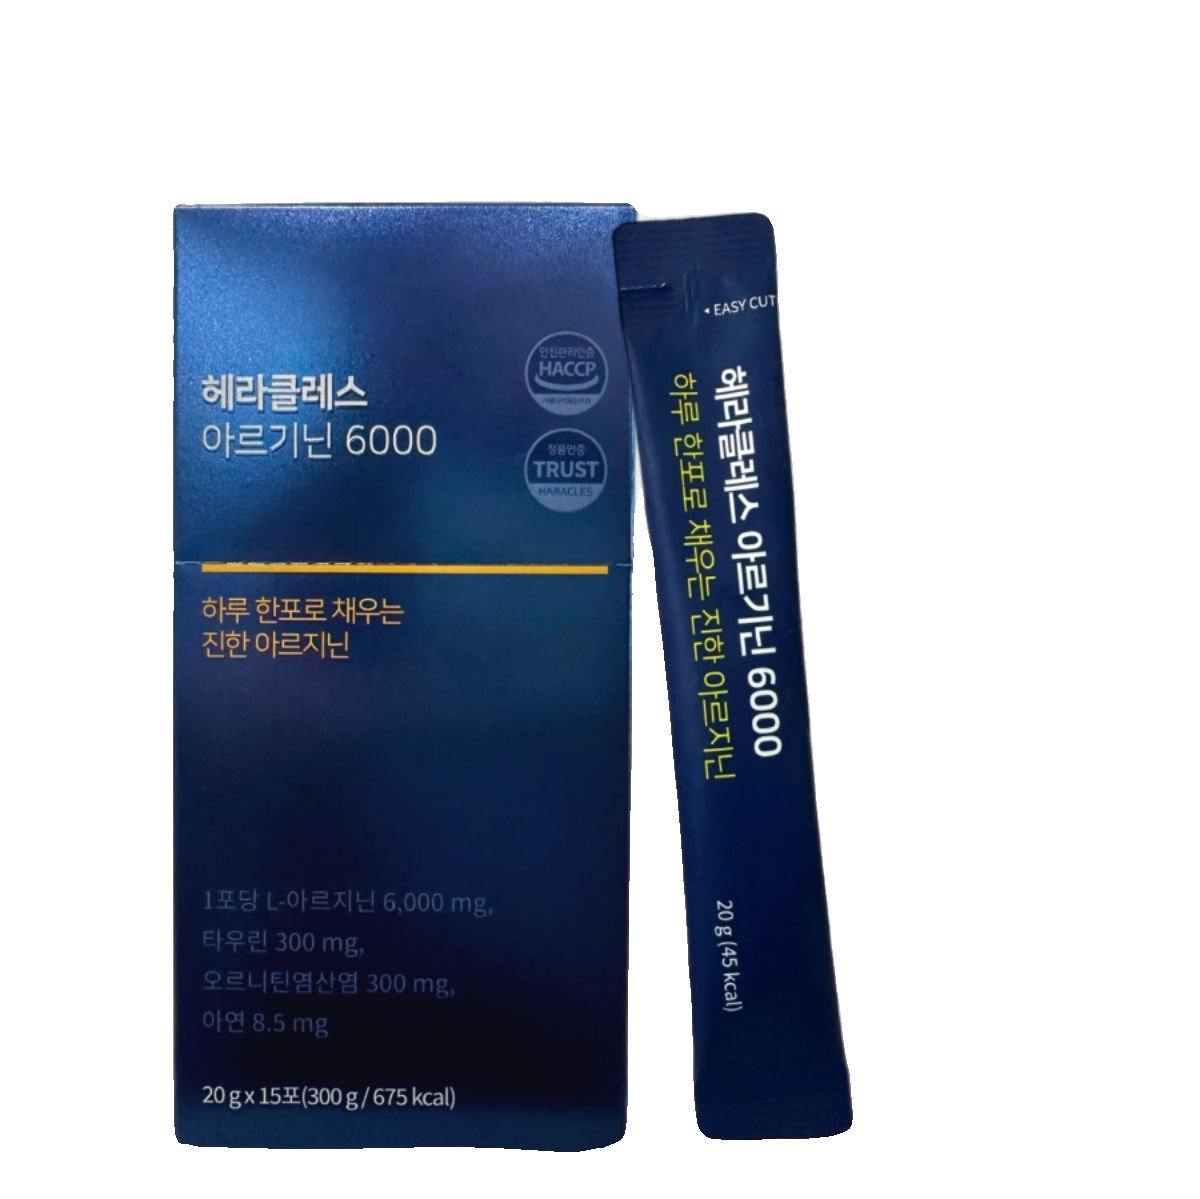 헤라클레스
아르기닌 6000
안전관리인증
HACCP
정품인증
TRUST
HARACLES
하루 한포로 채우는
진한 아르지닌
1포당 L-아르지닌 6,000 mg,
타우린 300 mg,
오르니틴염산염 300 mg,
아연 8.5 mg
20 g x 15포(300 g / 675 kcal)
EASY CUT
헤라클레스 아르기닌 6000
하루 한포로 채우는 진한 아르지닌
20 g (45 kcal)